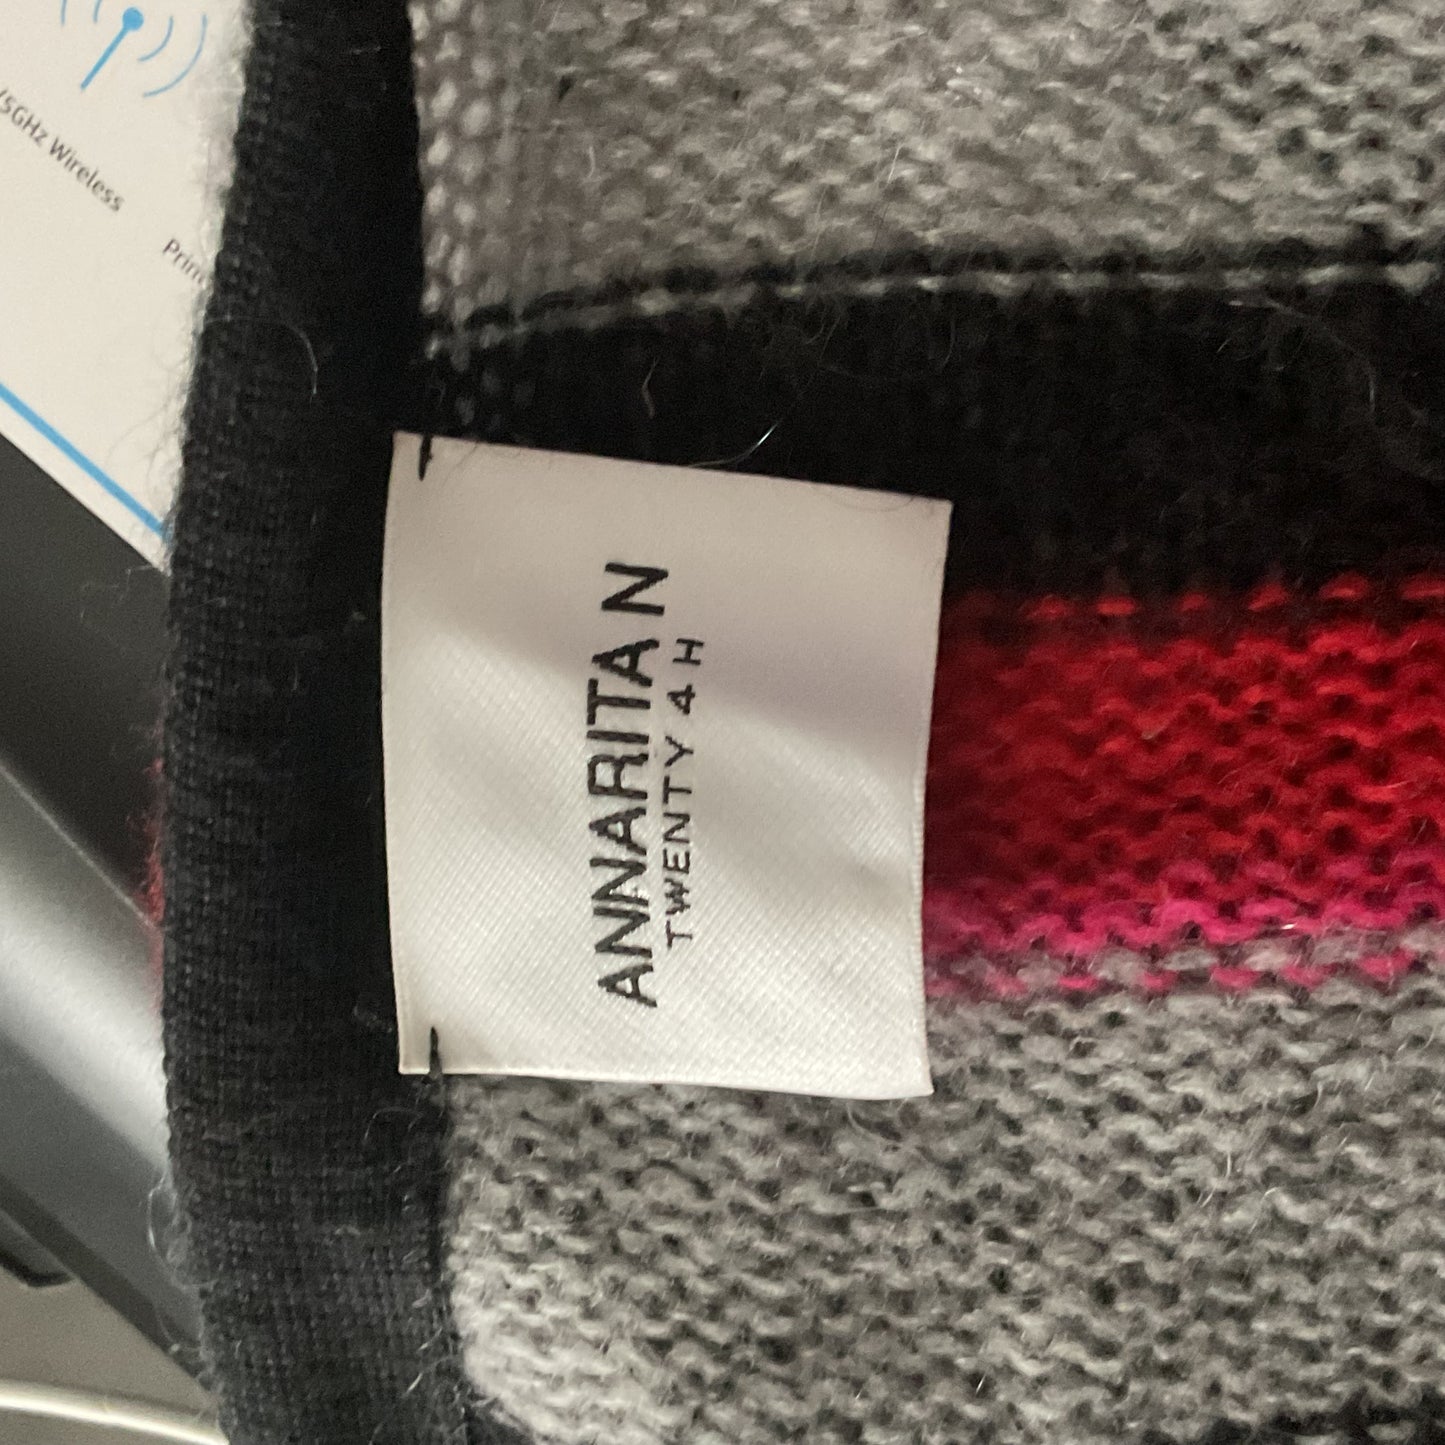 /5GHz Wireless
ANNARITA N
TWENTY 4 H